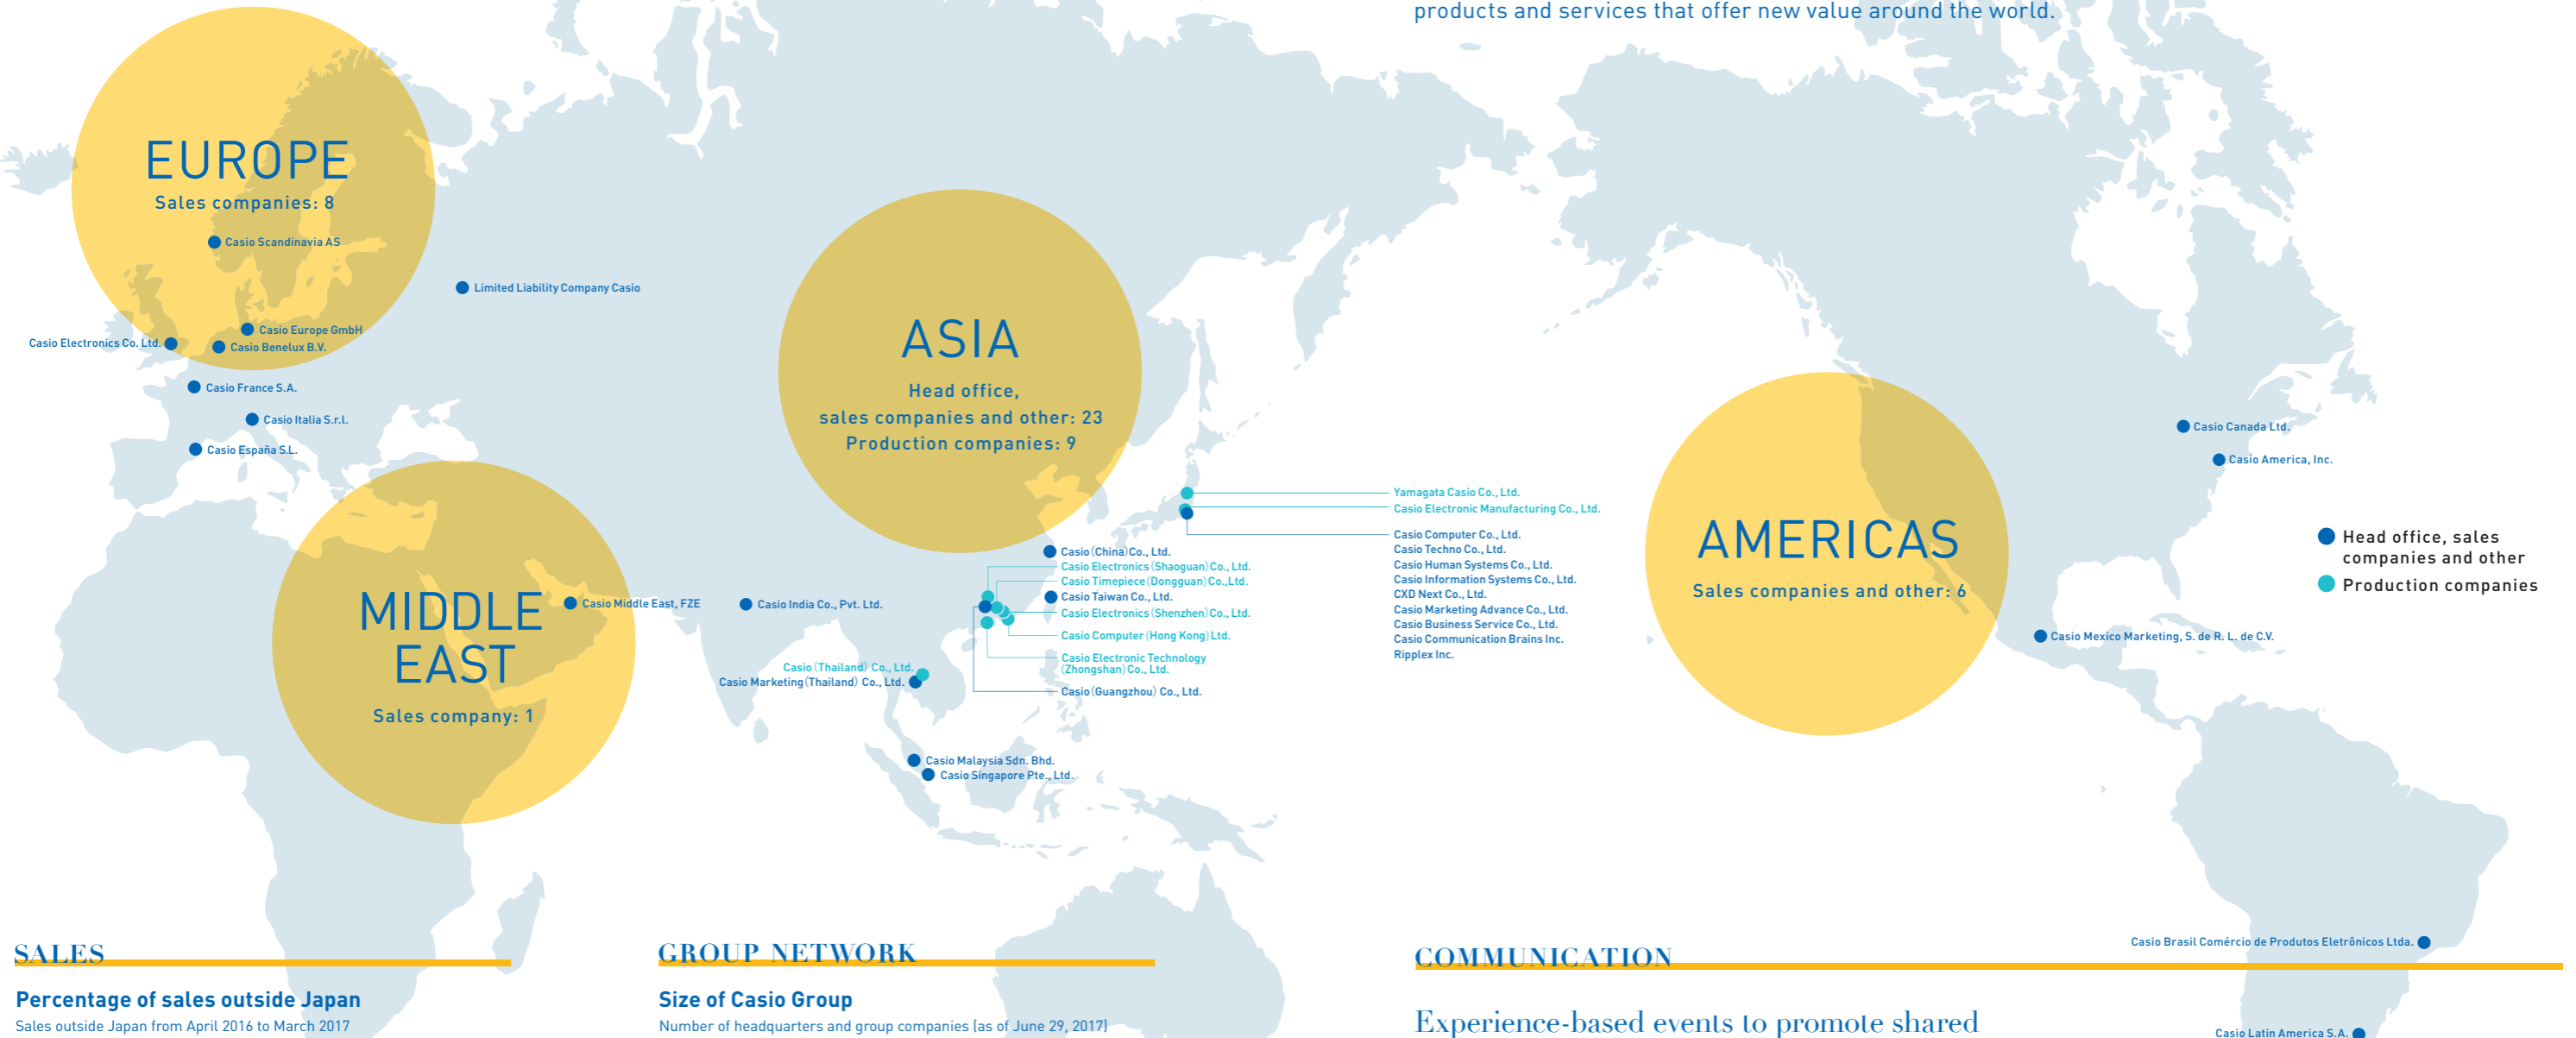 products and services that offer new value around the world.
EUROPE
Sales companies: 8
Casio Scandinavia AS
Limited Liability Company Casio
Casio Europe GmbH
Casio Electronics Co. Ltd.
Casio Benelux B.V.
Casio France S.A.
Casio Italia S.r.l.
Casio España S.L.
MIDDLE
EAST
Sales company: 1
Casio Middle East, FZE
ASIA
Head office,
sales companies and other: 23
Production companies: 9
Casio India Co., Pvt. Ltd.
Casio (China) Co., Ltd.
Casio Electronics (Shaoguan) Co., Ltd.
Casio Timepiece (Dongguan) Co.,Ltd.
Casio Taiwan Co., Ltd.
Casio Electronics (Shenzhen) Co., Ltd.
Casio Computer (Hong Kong) Ltd.
Casio Electronic Technology
(Zhongshan) Co., Ltd.
Casio (Guangzhou) Co., Ltd.
Casio (Thailand) Co., Ltd.
Casio Marketing (Thailand) Co., Ltd.
Casio Malaysia Sdn. Bhd.
Casio Singapore Pte., Ltd.
Yamagata Casio Co., Ltd.
Casio Electronic Manufacturing Co., Ltd.
Casio Computer Co., Ltd.
Casio Techno Co., Ltd.
Casio Human Systems Co., Ltd.
Casio Information Systems Co., Ltd.
CXD Next Co., Ltd.
Casio Marketing Advance Co., Ltd.
Casio Business Service Co., Ltd.
Casio Communication Brains Inc.
Ripplex Inc.
AMERICAS
Sales companies and other: 6
Casio Canada Ltd.
Casio America, Inc.
Casio Mexico Marketing, S. de R. L. de C.V.
Casio Brasil Comércio de Produtos Eletrônicos Ltda.
Casio Latin America S.A.
Head office, sales
companies and other
Production companies
SALES
Percentage of sales outside Japan
Sales outside Japan from April 2016 to March 2017
GROUP NETWORK
Size of Casio Group
Number of headquarters and group companies (as of June 29, 2017)
COMMUNICATION
Experience-based events to promote shared